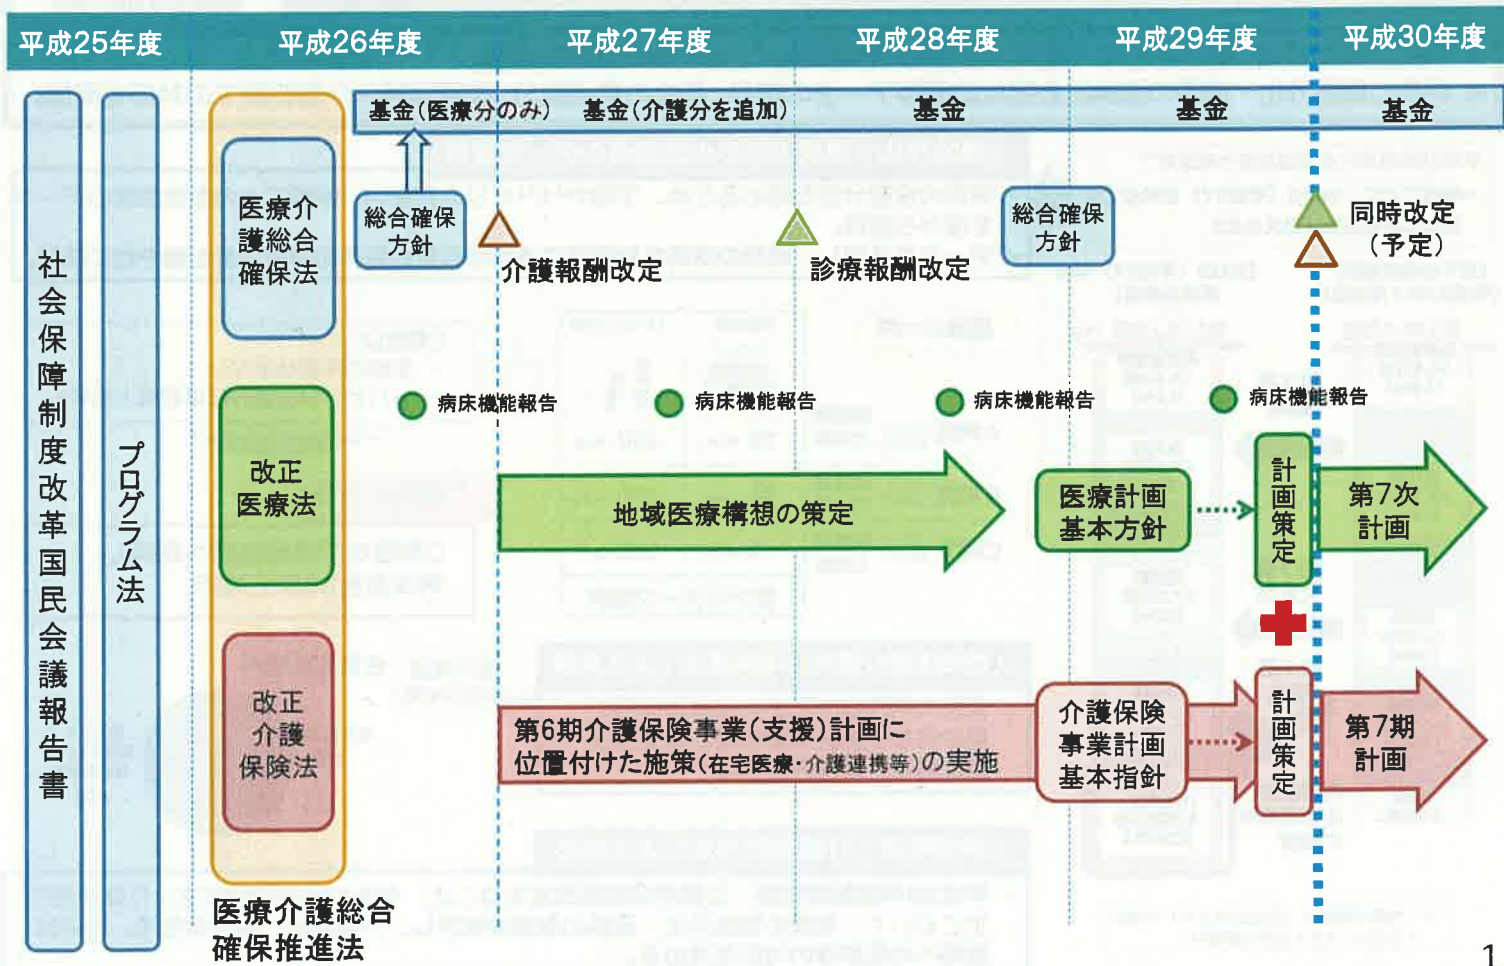 平成25年度
平成26年度
平成27年度
平成28年度
平成29年度
平成30年度
社会保障制度改革国民会議報告書
プログラム法
基金(医療分のみ)
基金(介護分を追加)
基金
基金
基金
医療介
護総合
確保法
総合確保
方針
介護報酬改定
診療報酬改定
総合確保
方針
同時改定
(予定)
病床機能報告
病床機能報告
病床機能報告
病床機能報告
改正
医療法
地域医療構想の策定
医療計画
基本方針
計画策定
第7次
計画
改正
介護
保険法
第6期介護保険事業(支援)計画に
位置付けた施策(在宅医療・介護連携等)の実施
介護保険
事業計画
基本指針
計画策定
第7期
計画
医療介護総合
確保推進法
1